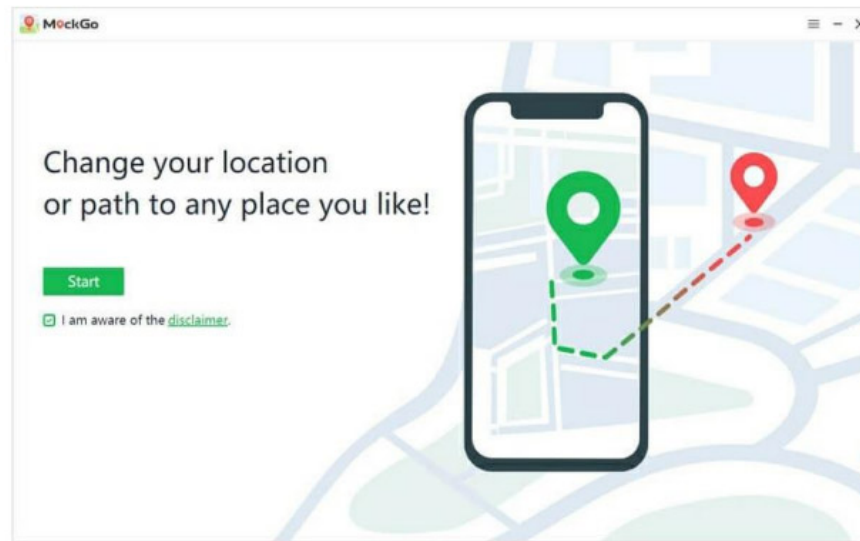 MockGo
Change your location
or path to any place you like!
Start
I am aware of the disclaimer.